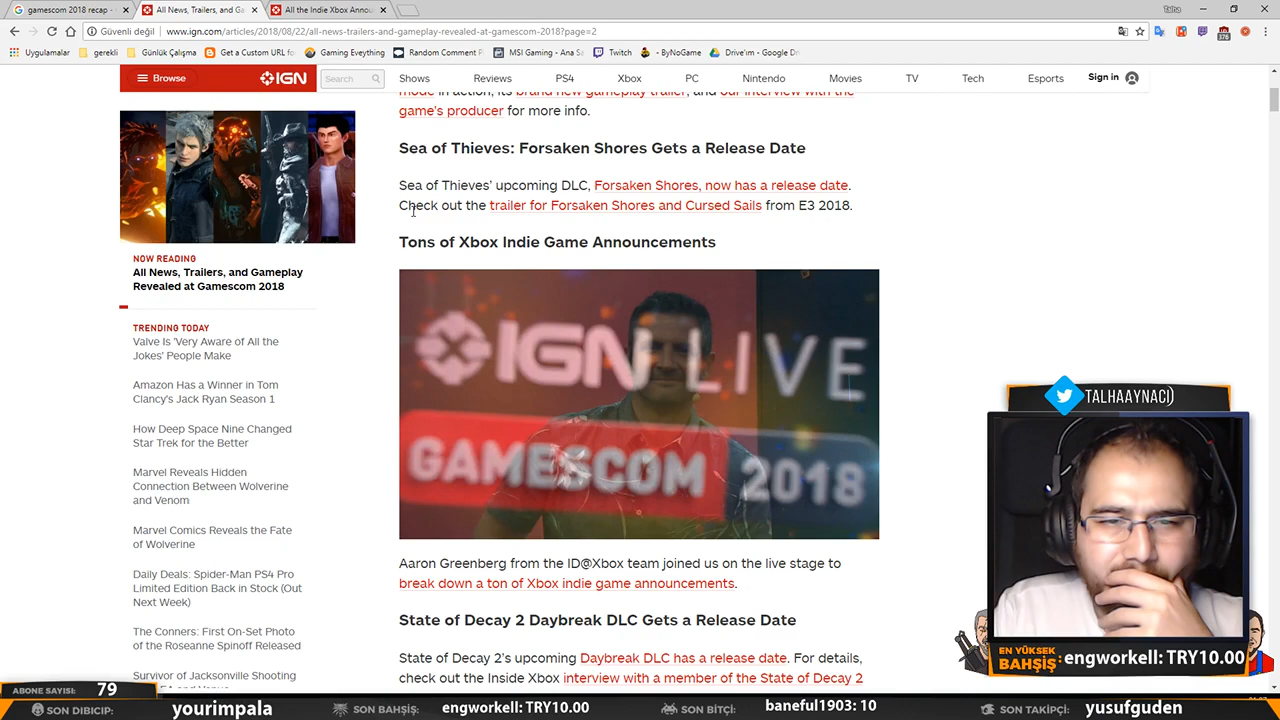 gamescom 2018 recap -
All News, Trailers, and Ga
All the Indie Xbox Annou
Talha
Güvenli değil
www.ign.com/articles/2018/08/22/all-news-trailers-and-gameplay-revealed-at-gamescom-2018?page=2
376
Uygulamalar
gerekli
Günlük Çalışma
Get a Custom URL for
Gaming Eveything
Random Comment P
MSI Gaming - Ana Sa
Twitch
- ByNoGame
Drive'ım - Google Dr
Browse
IGN
Search
Shows
Reviews
PS4
Xbox
PC
Nintendo
Movies
TV
Tech
Esports
Sign in
mode in action, its brand new gameplay trailer, and our interview with the
game's producer for more info.
Sea of Thieves: Forsaken Shores Gets a Release Date
Sea of Thieves' upcoming DLC, Forsaken Shores, now has a release date.
Check out the trailer for Forsaken Shores and Cursed Sails from E3 2018.
Tons of Xbox Indie Game Announcements
IGN LIVE
GAMESCOM 2018
Aaron Greenberg from the ID@Xbox team joined us on the live stage to
break down a ton of Xbox indie game announcements.
State of Decay 2 Daybreak DLC Gets a Release Date
State of Decay 2's upcoming Daybreak DLC has a release date. For details,
check out the Inside Xbox interview with a member of the State of Decay 2
NOW READING
All News, Trailers, and Gameplay
Revealed at Gamescom 2018
TRENDING TODAY
Valve Is 'Very Aware of All the
Jokes' People Make
Amazon Has a Winner in Tom
Clancy's Jack Ryan Season 1
How Deep Space Nine Changed
Star Trek for the Better
Marvel Reveals Hidden
Connection Between Wolverine
and Venom
Marvel Comics Reveals the Fate
of Wolverine
Daily Deals: Spider-Man PS4 Pro
Limited Edition Back in Stock (Out
Next Week)
The Conners: First On-Set Photo
of the Roseanne Spinoff Released
Survivor of Jacksonville Shooting
TALHAAYNACI)
EN YÜKSEK
BAHŞİŞ: engworkell: TRY10.00
ABONE SAYISI: 79
SON DIBICIP: yourimpala
SON BAHŞİŞ: engworkell: TRY10.00
SON BİTÇİ: baneful1903: 10
SON TAKİPÇİ: yusufguden